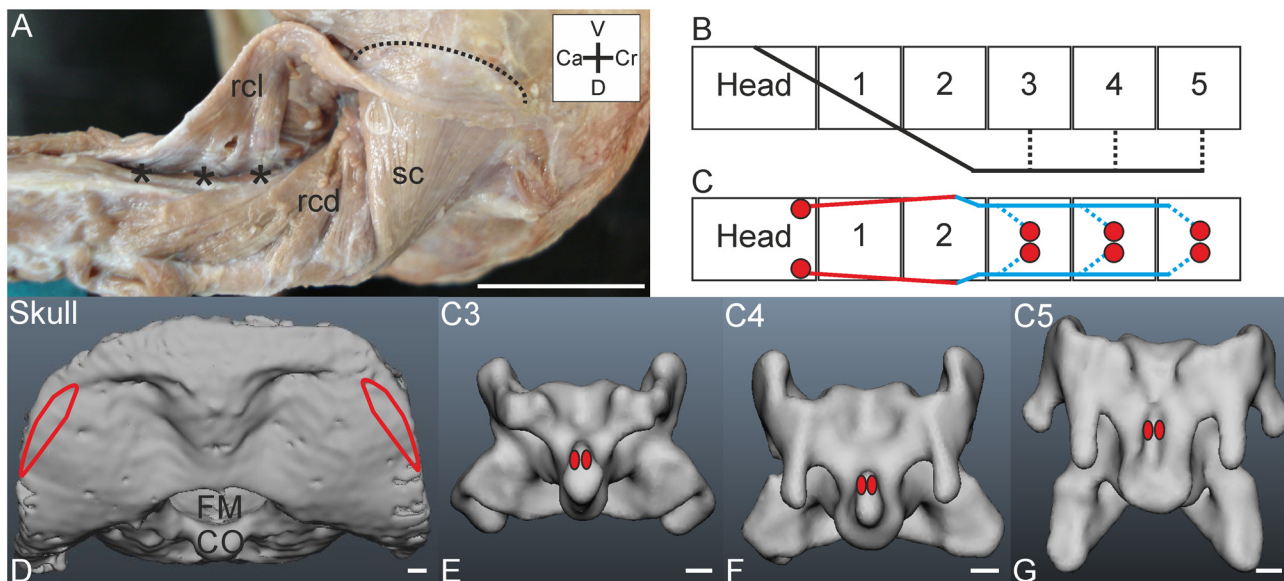 A
V
Ca Cr
D
rcl
* * *
rcd
sc
B
Head 1 2 3 4 5
C
Head 1 2
Skull
FM
CO
D
C3
E
C4
F
C5
G